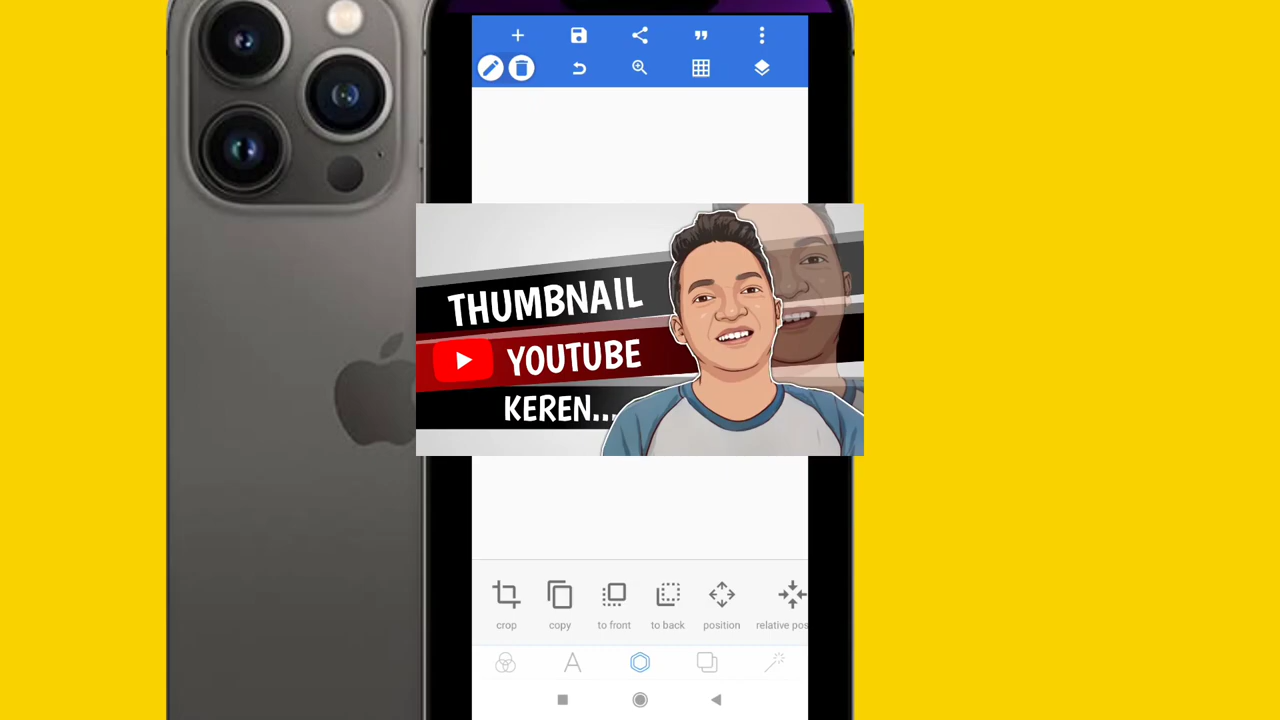 THUMBNAIL
YOUTUBE
KEREN...
crop copy to front to back position relative pos